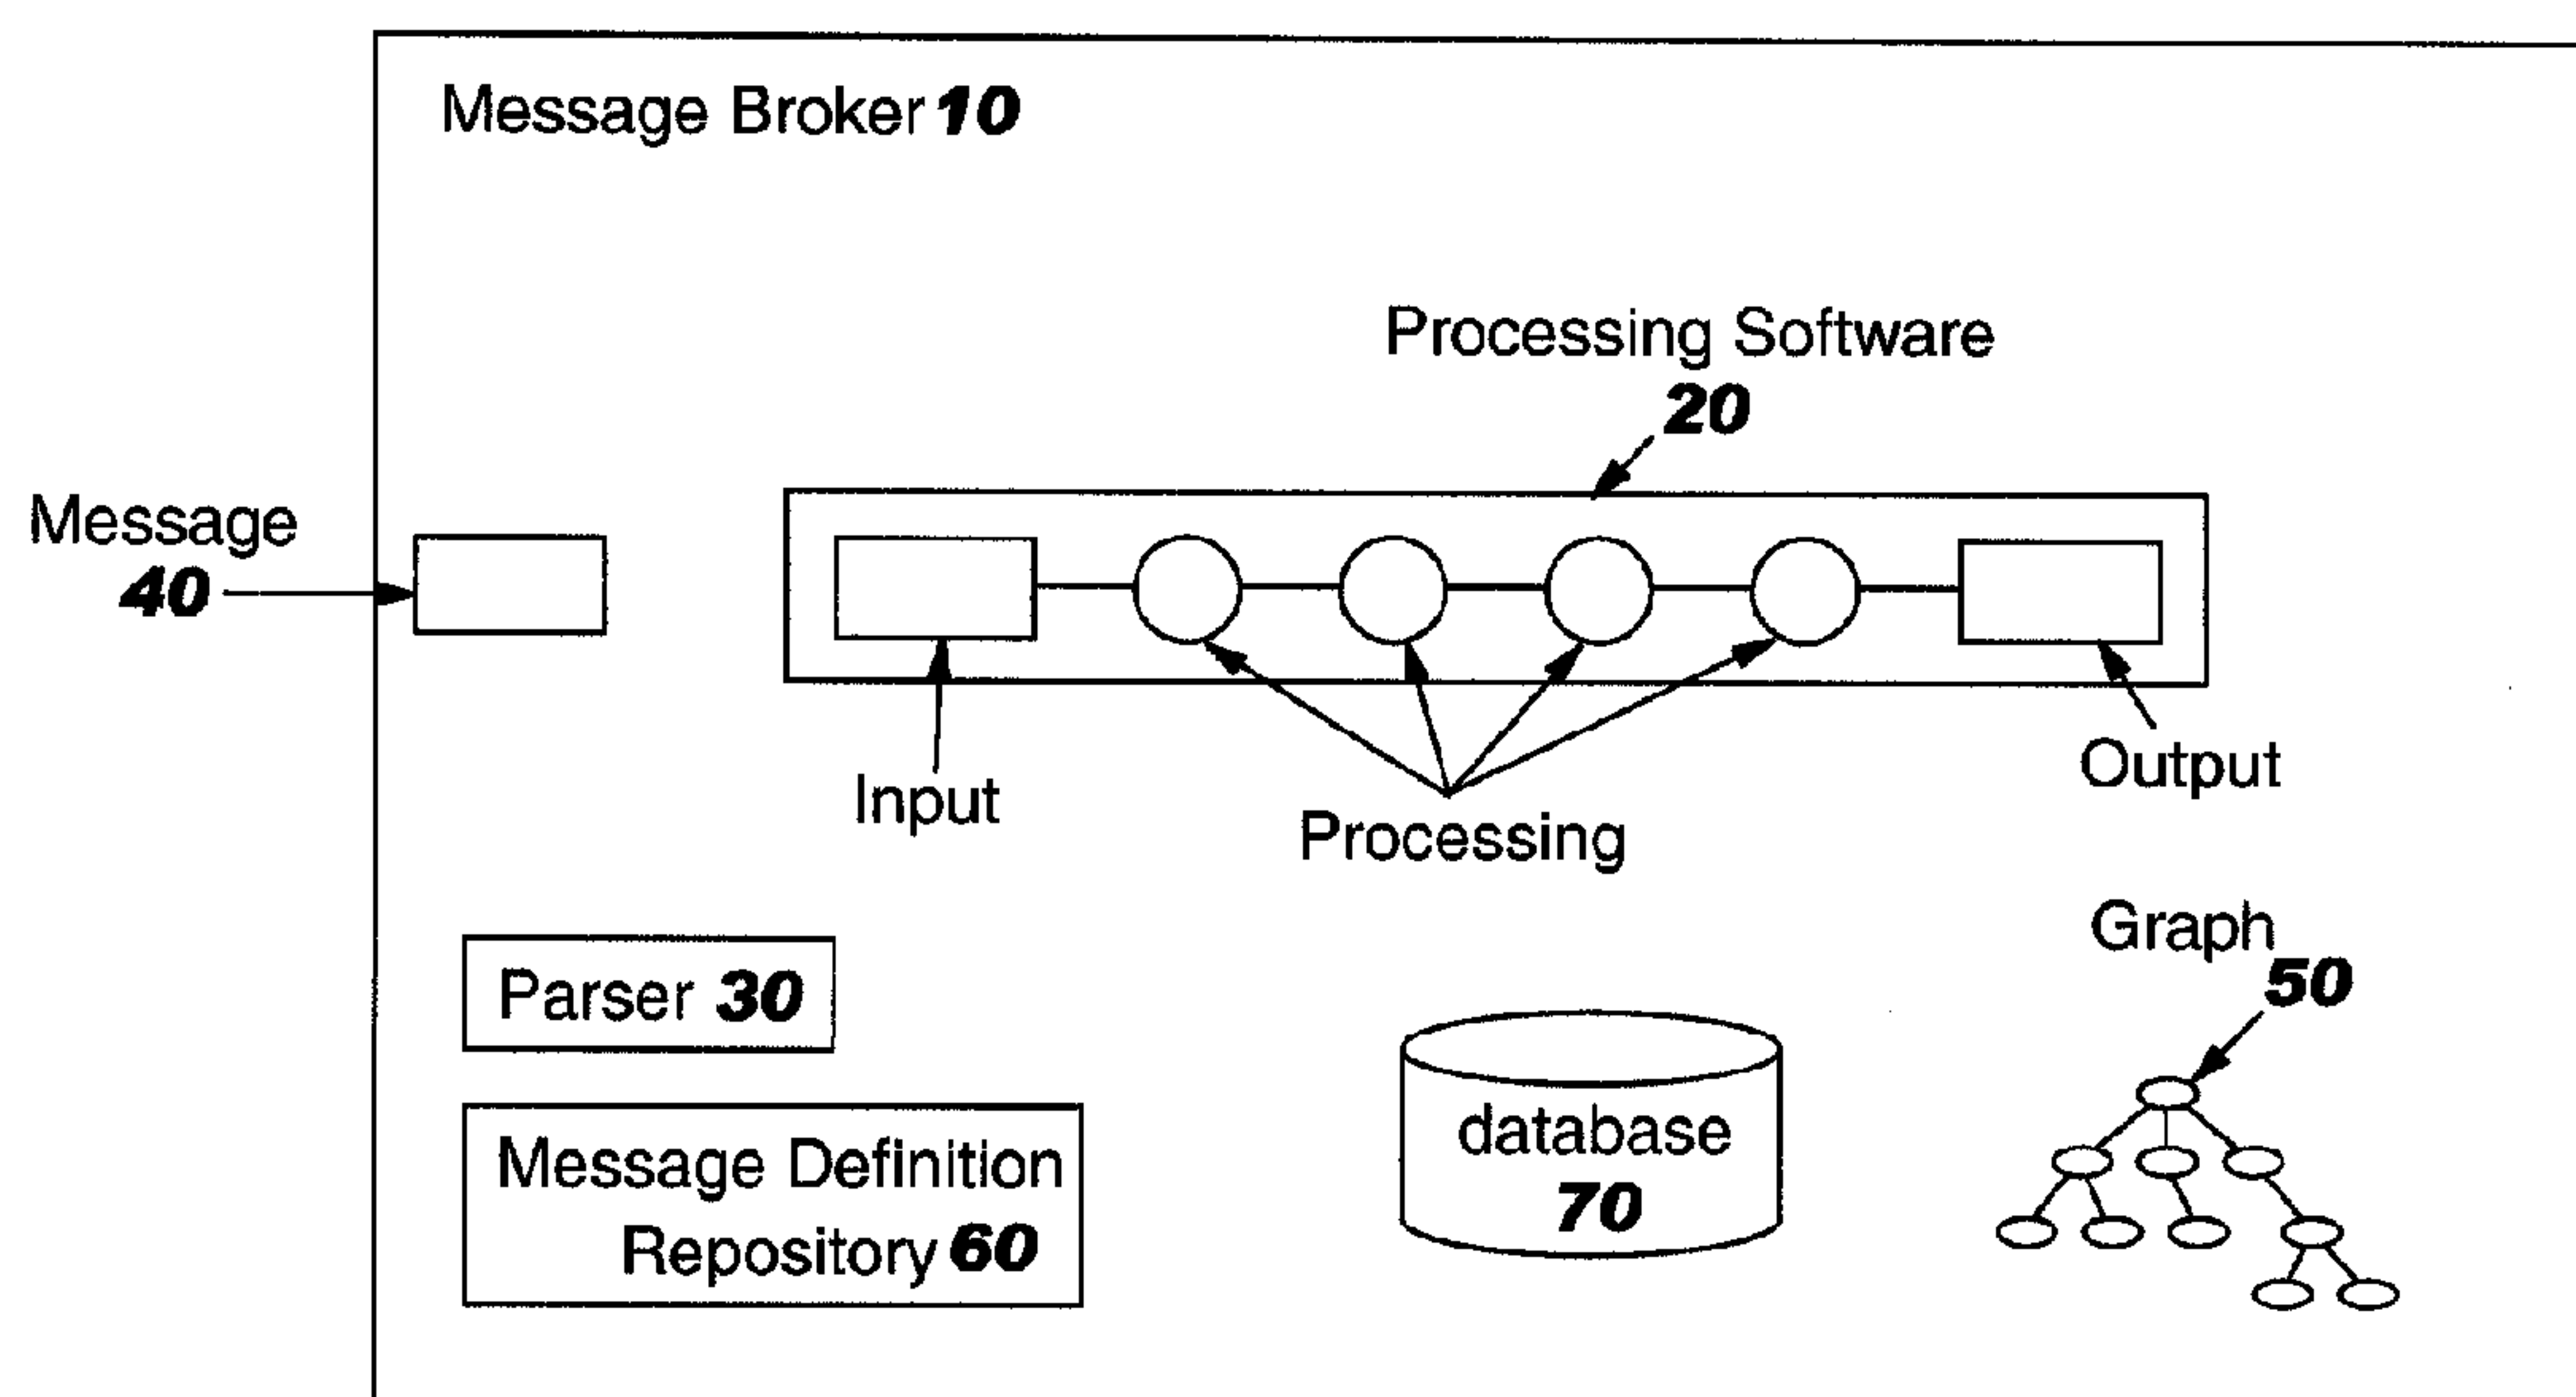 Message Broker 10
Processing Software
20
Message
40
Input
Processing
Output
Parser 30
Message Definition
Repository 60
database
70
Graph
50